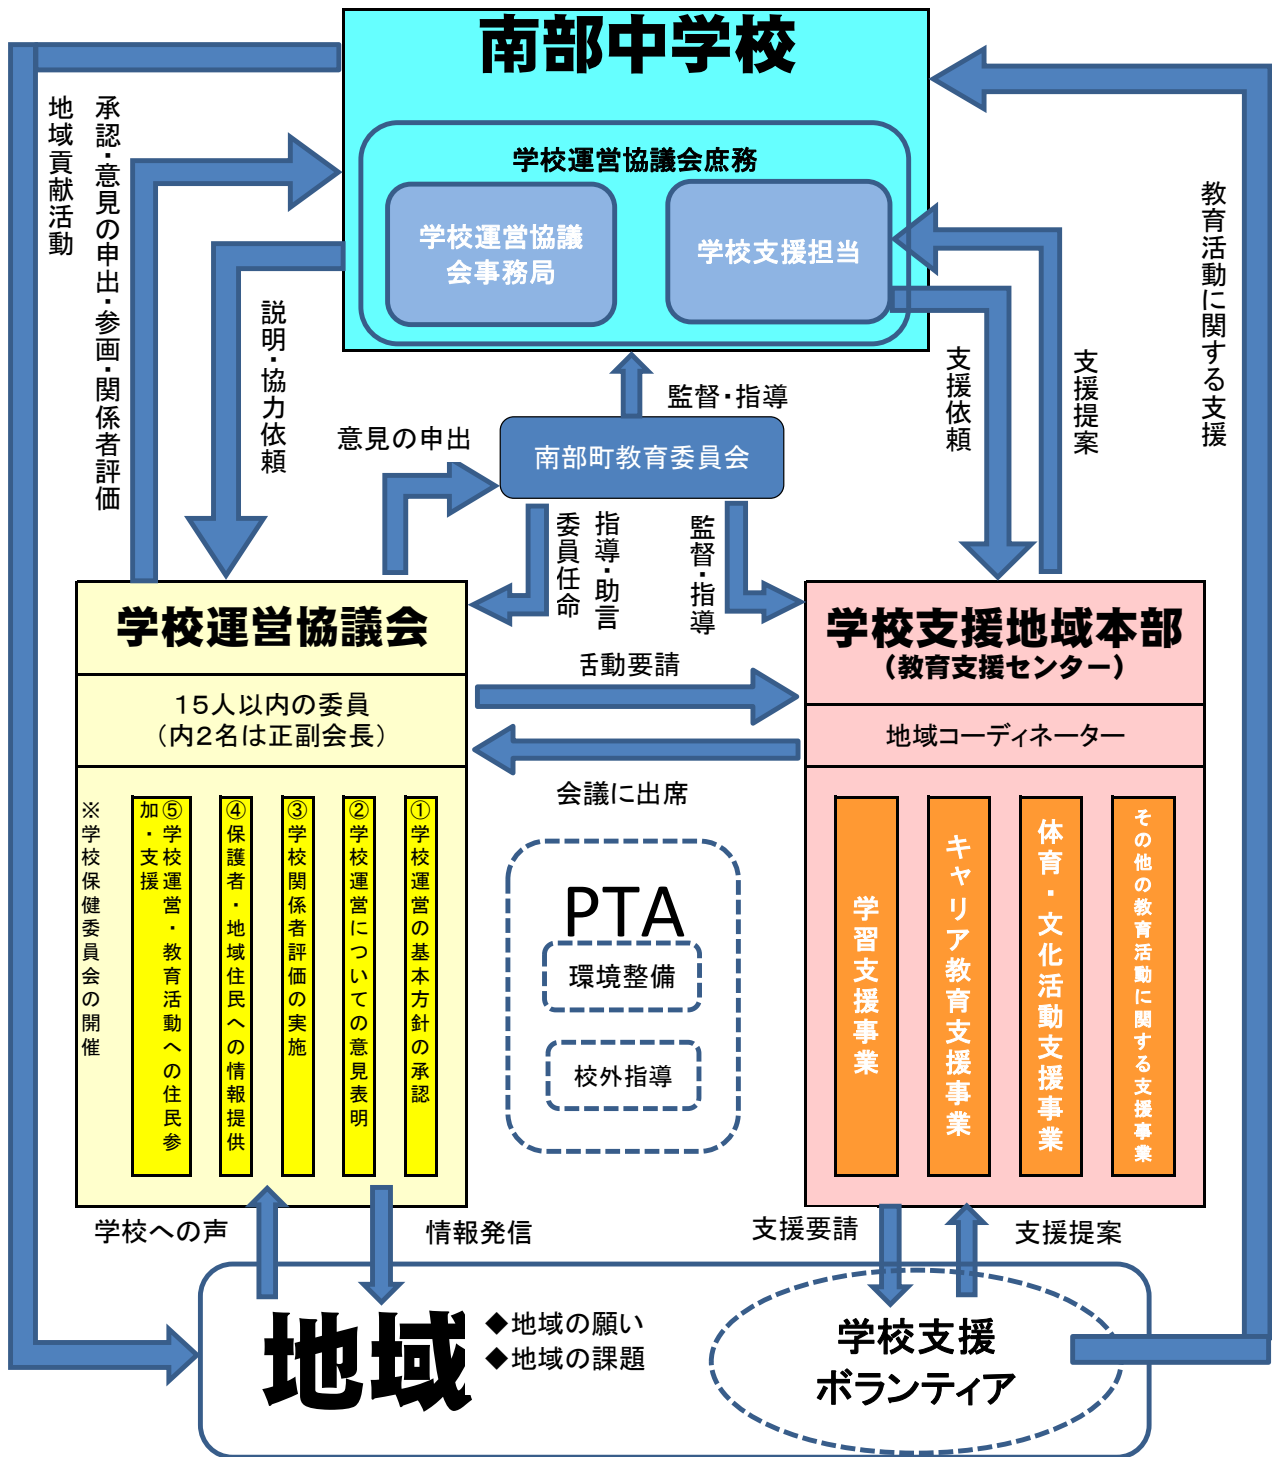 南部中学校
学校運営協議会庶務
学校運営協議
会事務局
学校支援担当
地域貢献活動
承認・意見の申出・参画・関係者評価
説明・協力依頼
支援依頼
支援提案
教育活動に関する支援
監督・指導
意見の申出
南部町教育委員会
委員任命
指導・助言
監督・指導
学校運営協議会
15人以内の委員
（内2名は正副会長）
①学校運営の基本方針の承認
②学校運営についての意見表明
③学校関係者評価の実施
④保護者・地域住民への情報提供
⑤学校運営・教育活動への住民参
加・支援
※学校保健委員会の開催
活動要請
会議に出席
学校支援地域本部
（教育支援センター）
地域コーディネーター
学習支援事業
キャリア教育支援事業
体育・文化活動支援事業
その他の教育活動に関する支援事業
PTA
環境整備
校外指導
学校への声
情報発信
支援要請
支援提案
地域
◆地域の願い
◆地域の課題
学校支援
ボランティア